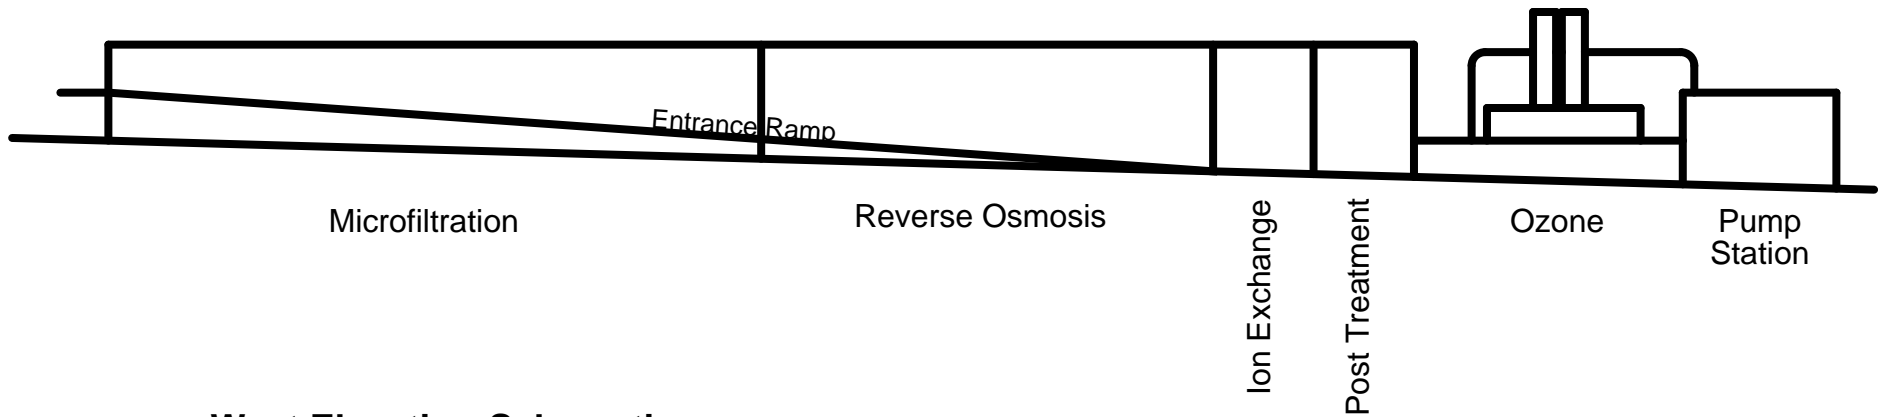 Entrance Ramp
Microfiltration
Reverse Osmosis
Ion Exchange
Post Treatment
Ozone
Pump
Station